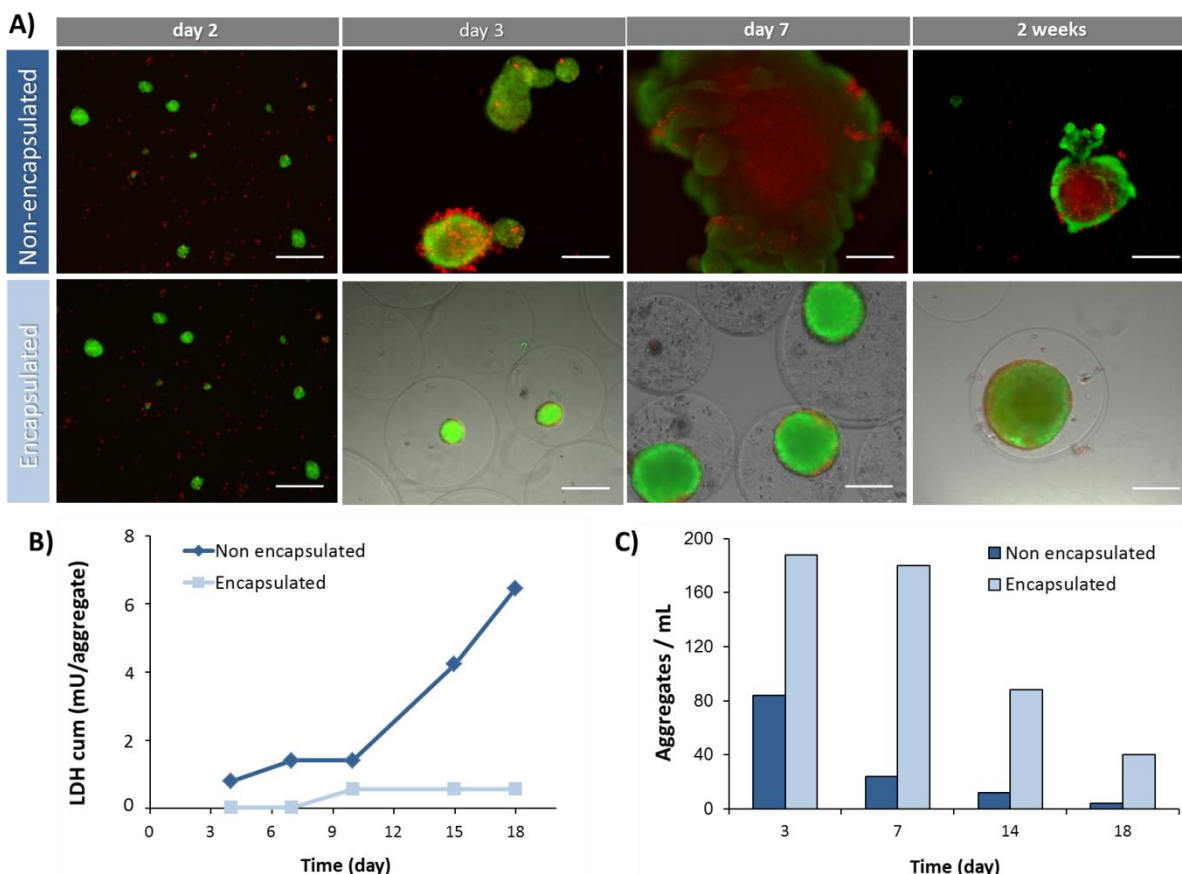 A)
day 2
day 3
day 7
2 weeks
Non-encapsulated
Encapsulated
B)
8
6
4
2
0
LDH cum (mU/aggregate)
Non encapsulated
Encapsulated
0 3 6 9 12 15 18
Time (day)
C)
200
160
120
80
40
0
Aggregates / mL
Non encapsulated
Encapsulated
3 7 14 18
Time (day)